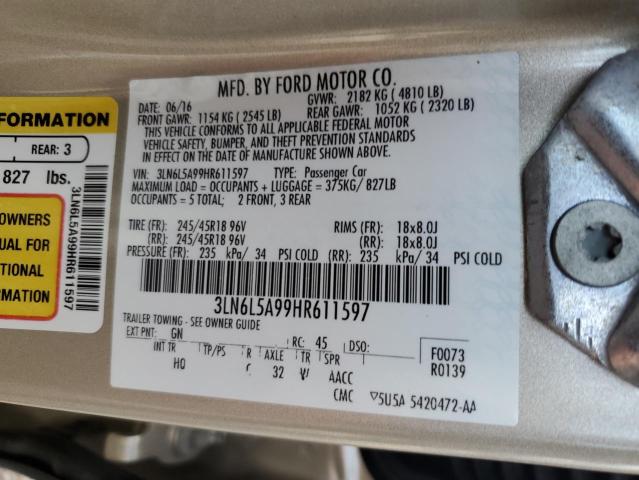 FORMATION
REAR: 3
827 lbs.
OWNERS
UAL FOR
TIONAL
RMATION
3LN6L5A99HR611597
MFD. BY FORD MOTOR CO.
DATE: 06/16 GVWR: 2182 KG ( 4810 LB)
FRONT GAWR: 1154 KG ( 2545 LB) REAR GAWR: 1052 KG ( 2320 LB)
THIS VEHICLE CONFORMS TO ALL APPLICABLE FEDERAL MOTOR
VEHICLE SAFETY, BUMPER, AND THEFT PREVENTION STANDARDS
IN EFFECT ON THE DATE OF MANUFACTURE SHOWN ABOVE.
VIN: 3LN6L5A99HR611597 TYPE: Passenger Car
MAXIMUM LOAD = OCCUPANTS + LUGGAGE = 375KG/ 827LB
OCCUPANTS = 5 TOTAL; 2 FRONT, 3 REAR
TIRE (FR): 245/45R18 96V RIMS (FR): 18x8.0J
(RR): 245/45R18 96V (RR): 18x8.0J
PRESSURE (FR): 235 kPa/ 34 PSI COLD (RR): 235 kPa/ 34 PSI COLD
3LN6L5A99HR611597
TRAILER TOWING - SEE OWNER GUIDE
EXT PNT: GN RC: 45 DSO: F0073
INT TR TP/PS R AXLE TR SPR R0139
HQ 32 AACC
CMC ▽5U5A 5420472-AA